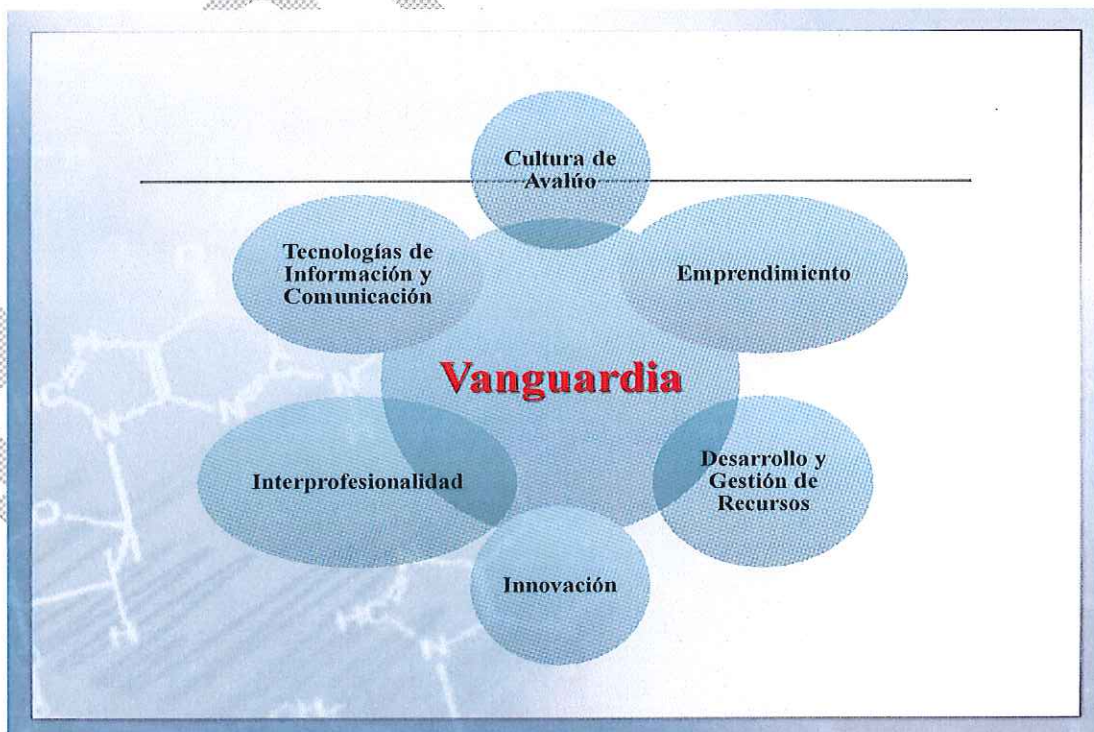 Cultura de
Avalúo
Tecnologías de
Información y
Comunicación
Emprendimiento
Vanguardia
Interprofesionalidad
Desarrollo y
Gestión de
Recursos
Innovación